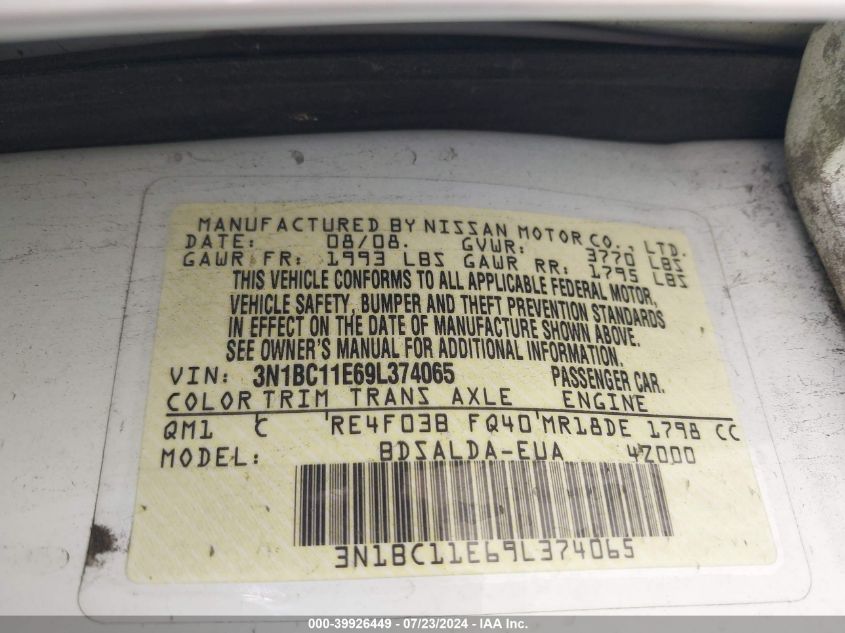 MANUFACTURED BY NISSAN MOTOR CO., LTD.
DATE: 08/08. GVWR: 3770 LBS
GAWR FR: 1993 LBS GAWR RR: 1795 LBS
THIS VEHICLE CONFORMS TO ALL APPLICABLE FEDERAL MOTOR,
VEHICLE SAFETY, BUMPER AND THEFT PREVENTION STANDARDS
IN EFFECT ON THE DATE OF MANUFACTURE SHOWN ABOVE.
SEE OWNER'S MANUAL FOR ADDITIONAL INFORMATION.
VIN: 3N1BC11E69L374065 PASSENGER CAR.
COLOR TRIM TRANS AXLE ENGINE
QM1 C RE4F03B FQ40 MR18DE 1798 CC
MODEL: BDSALDA-EUA 4Z000
3N1BC11E69L374065
000-39926449 - 07/23/2024 - IAA Inc.